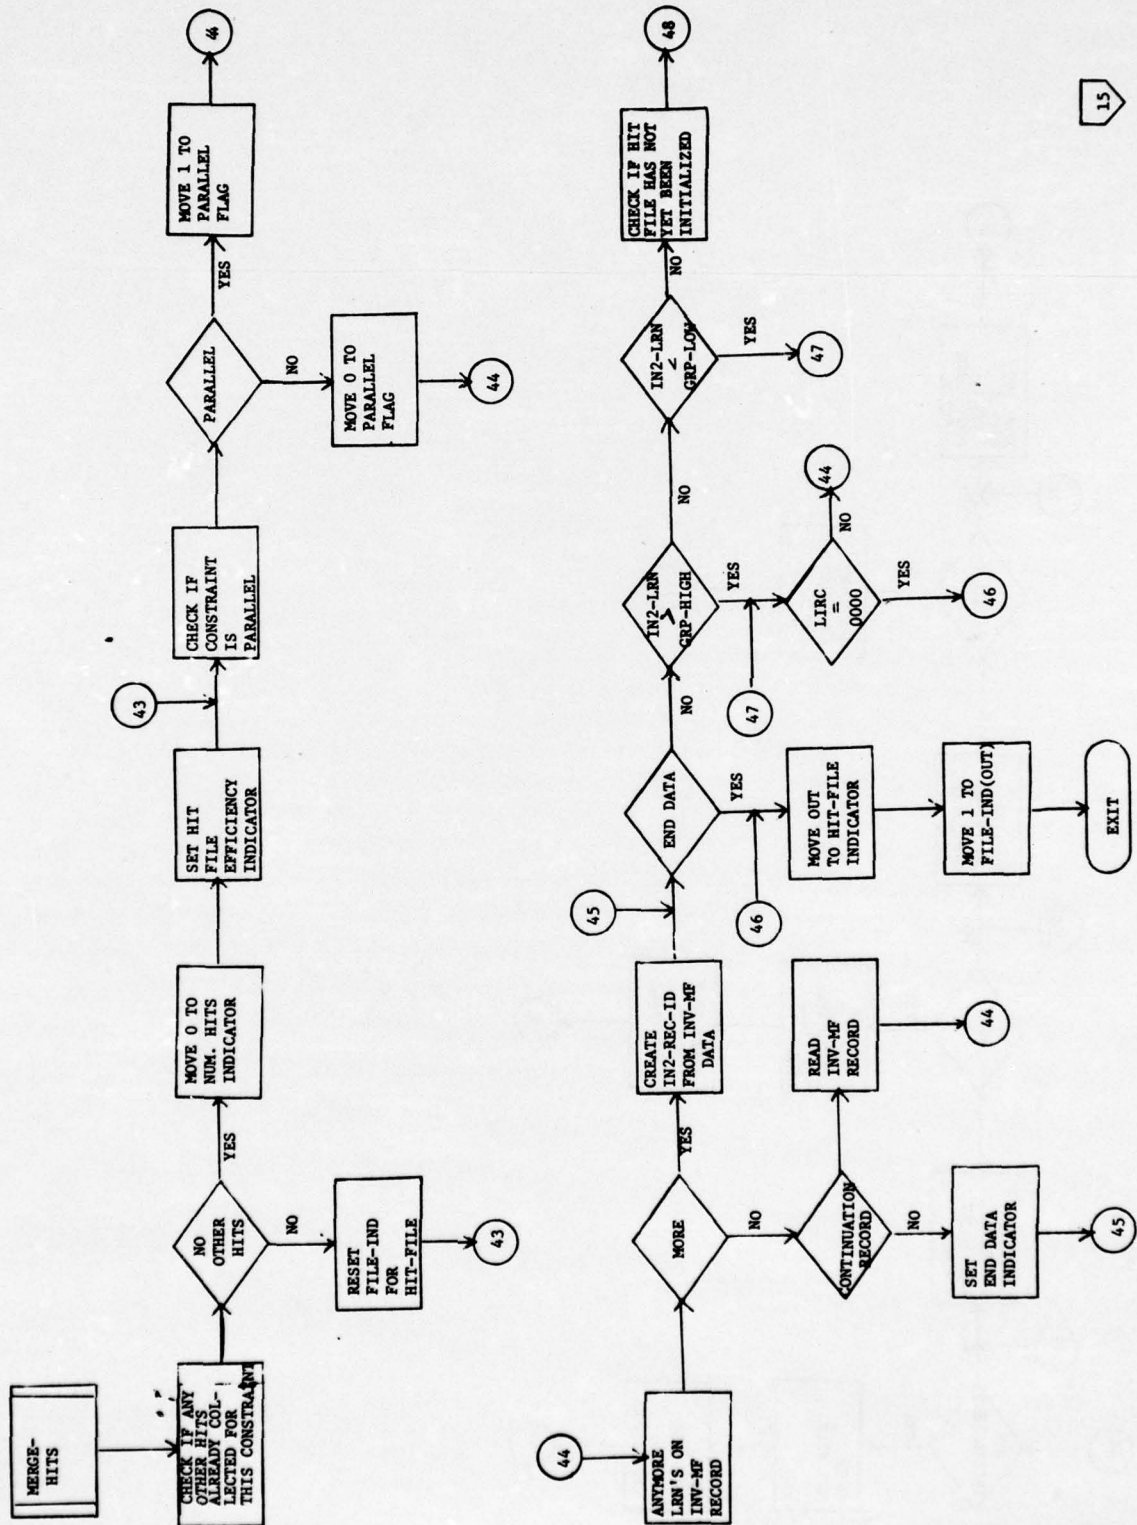 MERGE-
HITS
CHECK IF ANY
OTHER HITS
ALREADY COL-
LECTED FOR
THIS CONSTRAINT
NO
OTHER
HITS
YES
NO
RESET
FILE-IND
FOR
HIT-FILE
43
MOVE 0 TO
NUM. HITS
INDICATOR
SET HIT
FILE
EFFICIENCY
INDICATOR
43
CHECK IF
CONSTRAINT
IS
PARALLEL
PARALLEL
YES
NO
MOVE 0 TO
PARALLEL
FLAG
44
MOVE 1 TO
PARALLEL
FLAG
44
44
ANYMORE
LRN'S ON
INV-MF
RECORD
MORE
YES
NO
CONTINUATION
RECORD
NO
SET
END DATA
INDICATOR
45
READ
INV-MF
RECORD
44
CREATE
IN2-REC-ID
FROM INV-MF
DATA
45
END DATA
NO
YES
46
MOVE OUT
TO HIT-FILE
INDICATOR
MOVE 1 TO
FILE-IND(OUT)
EXIT
IN2-LRN
>
GRP-HIGH
NO
YES
47
LIRC
=
0000
NO
44
YES
46
IN2-LRN
<
GRP-LOW
NO
YES
47
CHECK IF HIT
FILE HAS NOT
YET BEEN
INITIALIZED
48
15